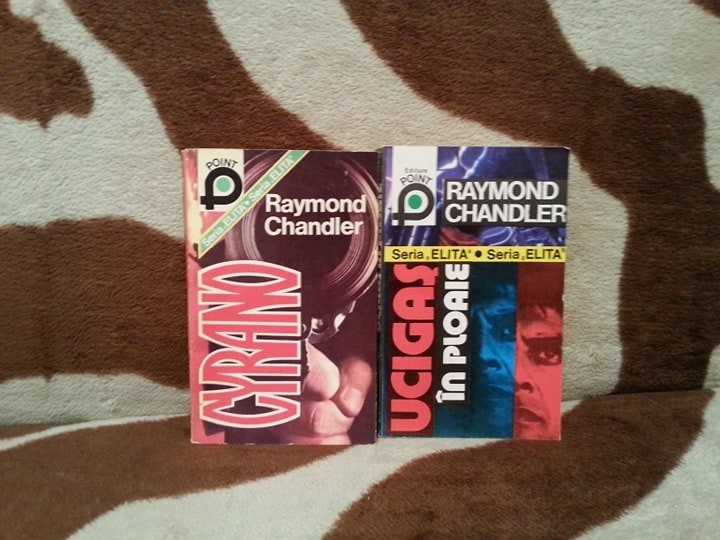 POINT
Seria „ELITA” • Seria „ELITA”
Raymond
Chandler
CYRANO
Editura
POINT
RAYMOND
CHANDLER
Seria „ELITA” • Seria „ELITA”
UCIGAȘ
ÎN PLOAIE